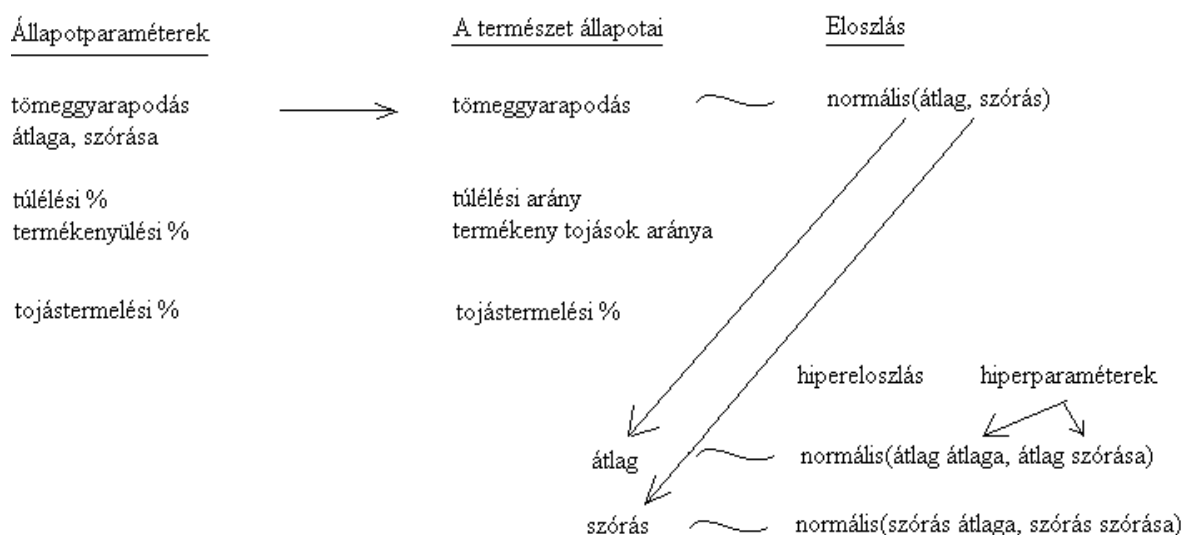 Állapotparaméterek A természet állapotai Eloszlás
tömeggyarapodás tömeggyarapodás normális(átlag, szórás)
átlaga, szórása
túlélési % túlélési arány
termékenyülési % termékeny tojások aránya
tojástermelési % tojástermelési %
hipereloszlás hiperparaméterek
átlag normális(átlag átlaga, átlag szórása)
szórás normális(szórás átlaga, szórás szórása)